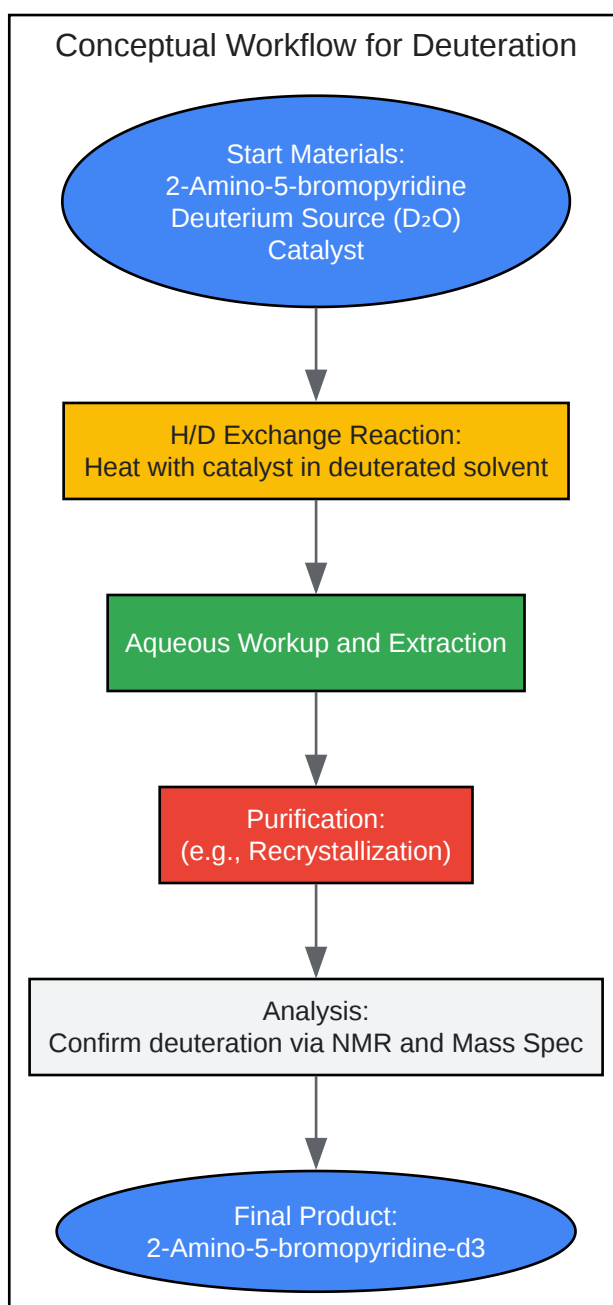 Conceptual Workflow for Deuteration
Start Materials:
2-Amino-5-bromopyridine
Deuterium Source (D₂O)
Catalyst
H/D Exchange Reaction:
Heat with catalyst in deuterated solvent
Aqueous Workup and Extraction
Purification:
(e.g., Recrystallization)
Analysis:
Confirm deuteration via NMR and Mass Spec
Final Product:
2-Amino-5-bromopyridine-d3